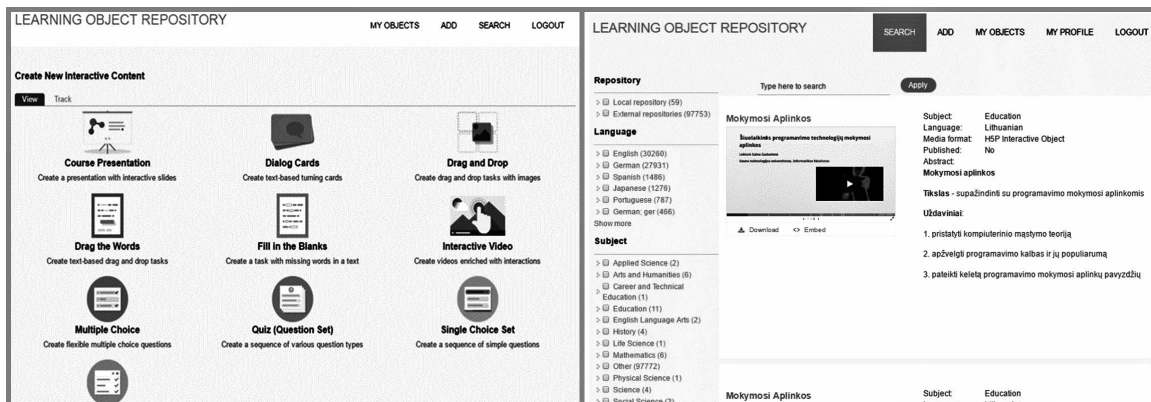 LEARNING OBJECT REPOSITORY
MY OBJECTS ADD SEARCH LOGOUT
Create New Interactive Content
View Track
Course Presentation
Create a presentation with interactive slides
Dialog Cards
Create text-based turning cards
Drag and Drop
Create drag and drop tasks with images
Drag the Words
Create text-based drag and drop tasks
Fill in the Blanks
Create a task with missing words in a text
Interactive Video
Create videos enriched with interactions
Multiple Choice
Create flexible multiple choice questions
Quiz (Question Set)
Create a sequence of various question types
Single Choice Set
Create a sequence of simple questions
LEARNING OBJECT REPOSITORY
SEARCH ADD MY OBJECTS MY PROFILE LOGOUT
Repository
Local repository (59)
External repositories (97753)
Language
English (30260)
German (27931)
Spanish (1486)
Japanese (1276)
Portuguese (787)
German; ger (466)
Show more
Subject
Applied Science (2)
Arts and Humanities (6)
Career and Technical
Education (1)
Education (11)
English Language Arts (2)
History (4)
Life Science (1)
Mathematics (6)
Other (97772)
Physical Science (1)
Science (4)
Social Science (2)
Type here to search
Apply
Mokymosi Aplinkos
Šiuolaikinės programavimo technologijų mokymosi
aplinkos
Download Embed
Subject: Education
Language: Lithuanian
Media format: H5P Interactive Object
Published: No
Abstract:
Mokymosi aplinkos
Tikslas - supažindinti su programavimo mokymosi aplinkomis
Uždaviniai:
1. pristatyti kompiuterinio mąstymo teoriją
2. apžvelgti programavimo kalbas ir jų populiarumą
3. pateikti keletą programavimo mokymosi aplinkų pavyzdžių
Mokymosi Aplinkos
Subject: Education